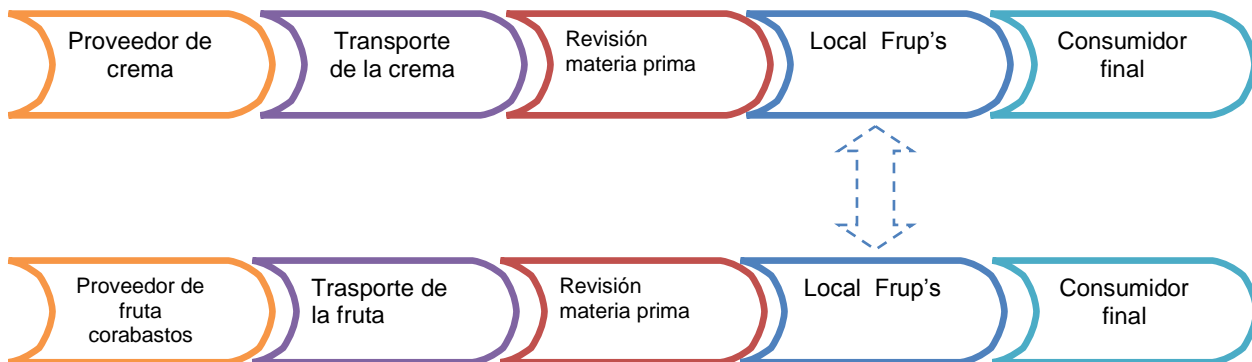 Proveedor de
crema
Transporte
de la crema
Revisión
materia prima
Local Frup's
Consumidor
final
Proveedor de
fruta
corabastos
Trasporte de
la fruta
Revisión
materia prima
Local Frup's
Consumidor
final